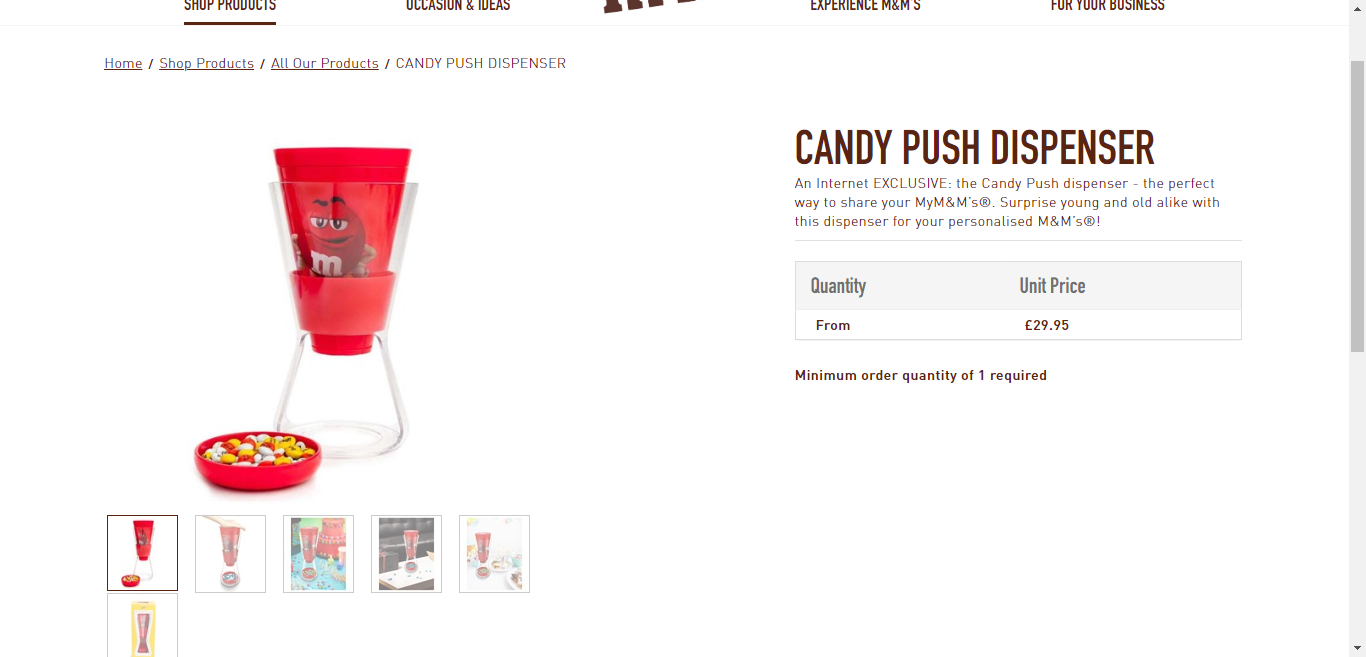 SHOP PRODUCTS OCCASION & IDEAS EXPERIENCE M&M'S FOR YOUR BUSINESS
Home / Shop Products / All Our Products / CANDY PUSH DISPENSER
CANDY PUSH DISPENSER
An Internet EXCLUSIVE: the Candy Push dispenser - the perfect
way to share your MyM&M's®. Surprise young and old alike with
this dispenser for your personalised M&M's®!
Quantity Unit Price
From £29.95
Minimum order quantity of 1 required
m